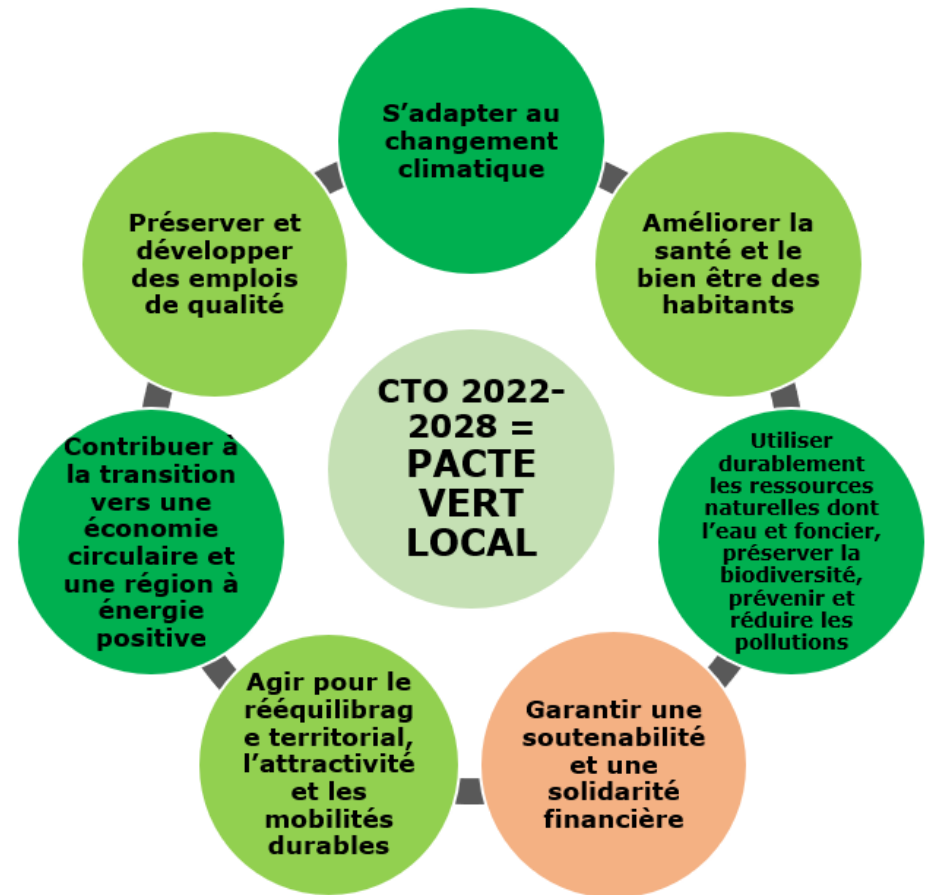 S’adapter au
changement
climatique
Améliorer la
santé et le
bien être des
habitants
Utiliser
durablement
les ressources
naturelles dont
l’eau et foncier,
préserver la
biodiversité,
prévenir et
réduire les
pollutions
Garantir une
soutenabilité
et une
solidarité
financière
Agir pour le
rééquilibrag
e territorial,
l’attractivité
et les
mobilités
durables
Contribuer à
la transition
vers une
économie
circulaire et
une région à
énergie
positive
Préserver et
développer
des emplois
de qualité
CTO 2022–
2028 =
PACTE
VERT
LOCAL